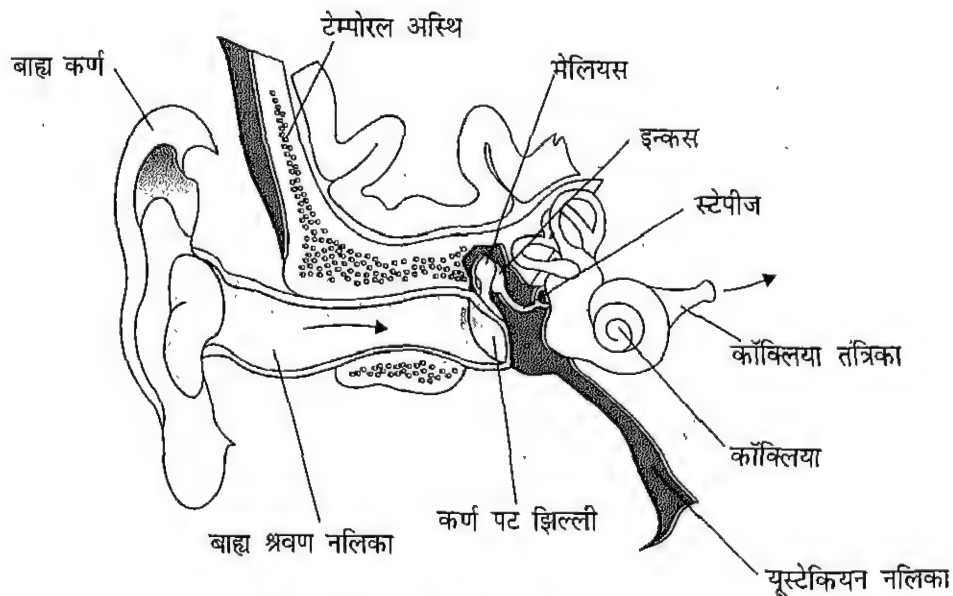 टेम्पोरल अस्थि
बाह्य कर्ण
मेलियस
इन्कस
स्टेपीज
कॉक्लिया तंत्रिका
कॉक्लिया
कर्ण पट झिल्ली
बाह्य श्रवण नलिका
यूस्टेकियन नलिका